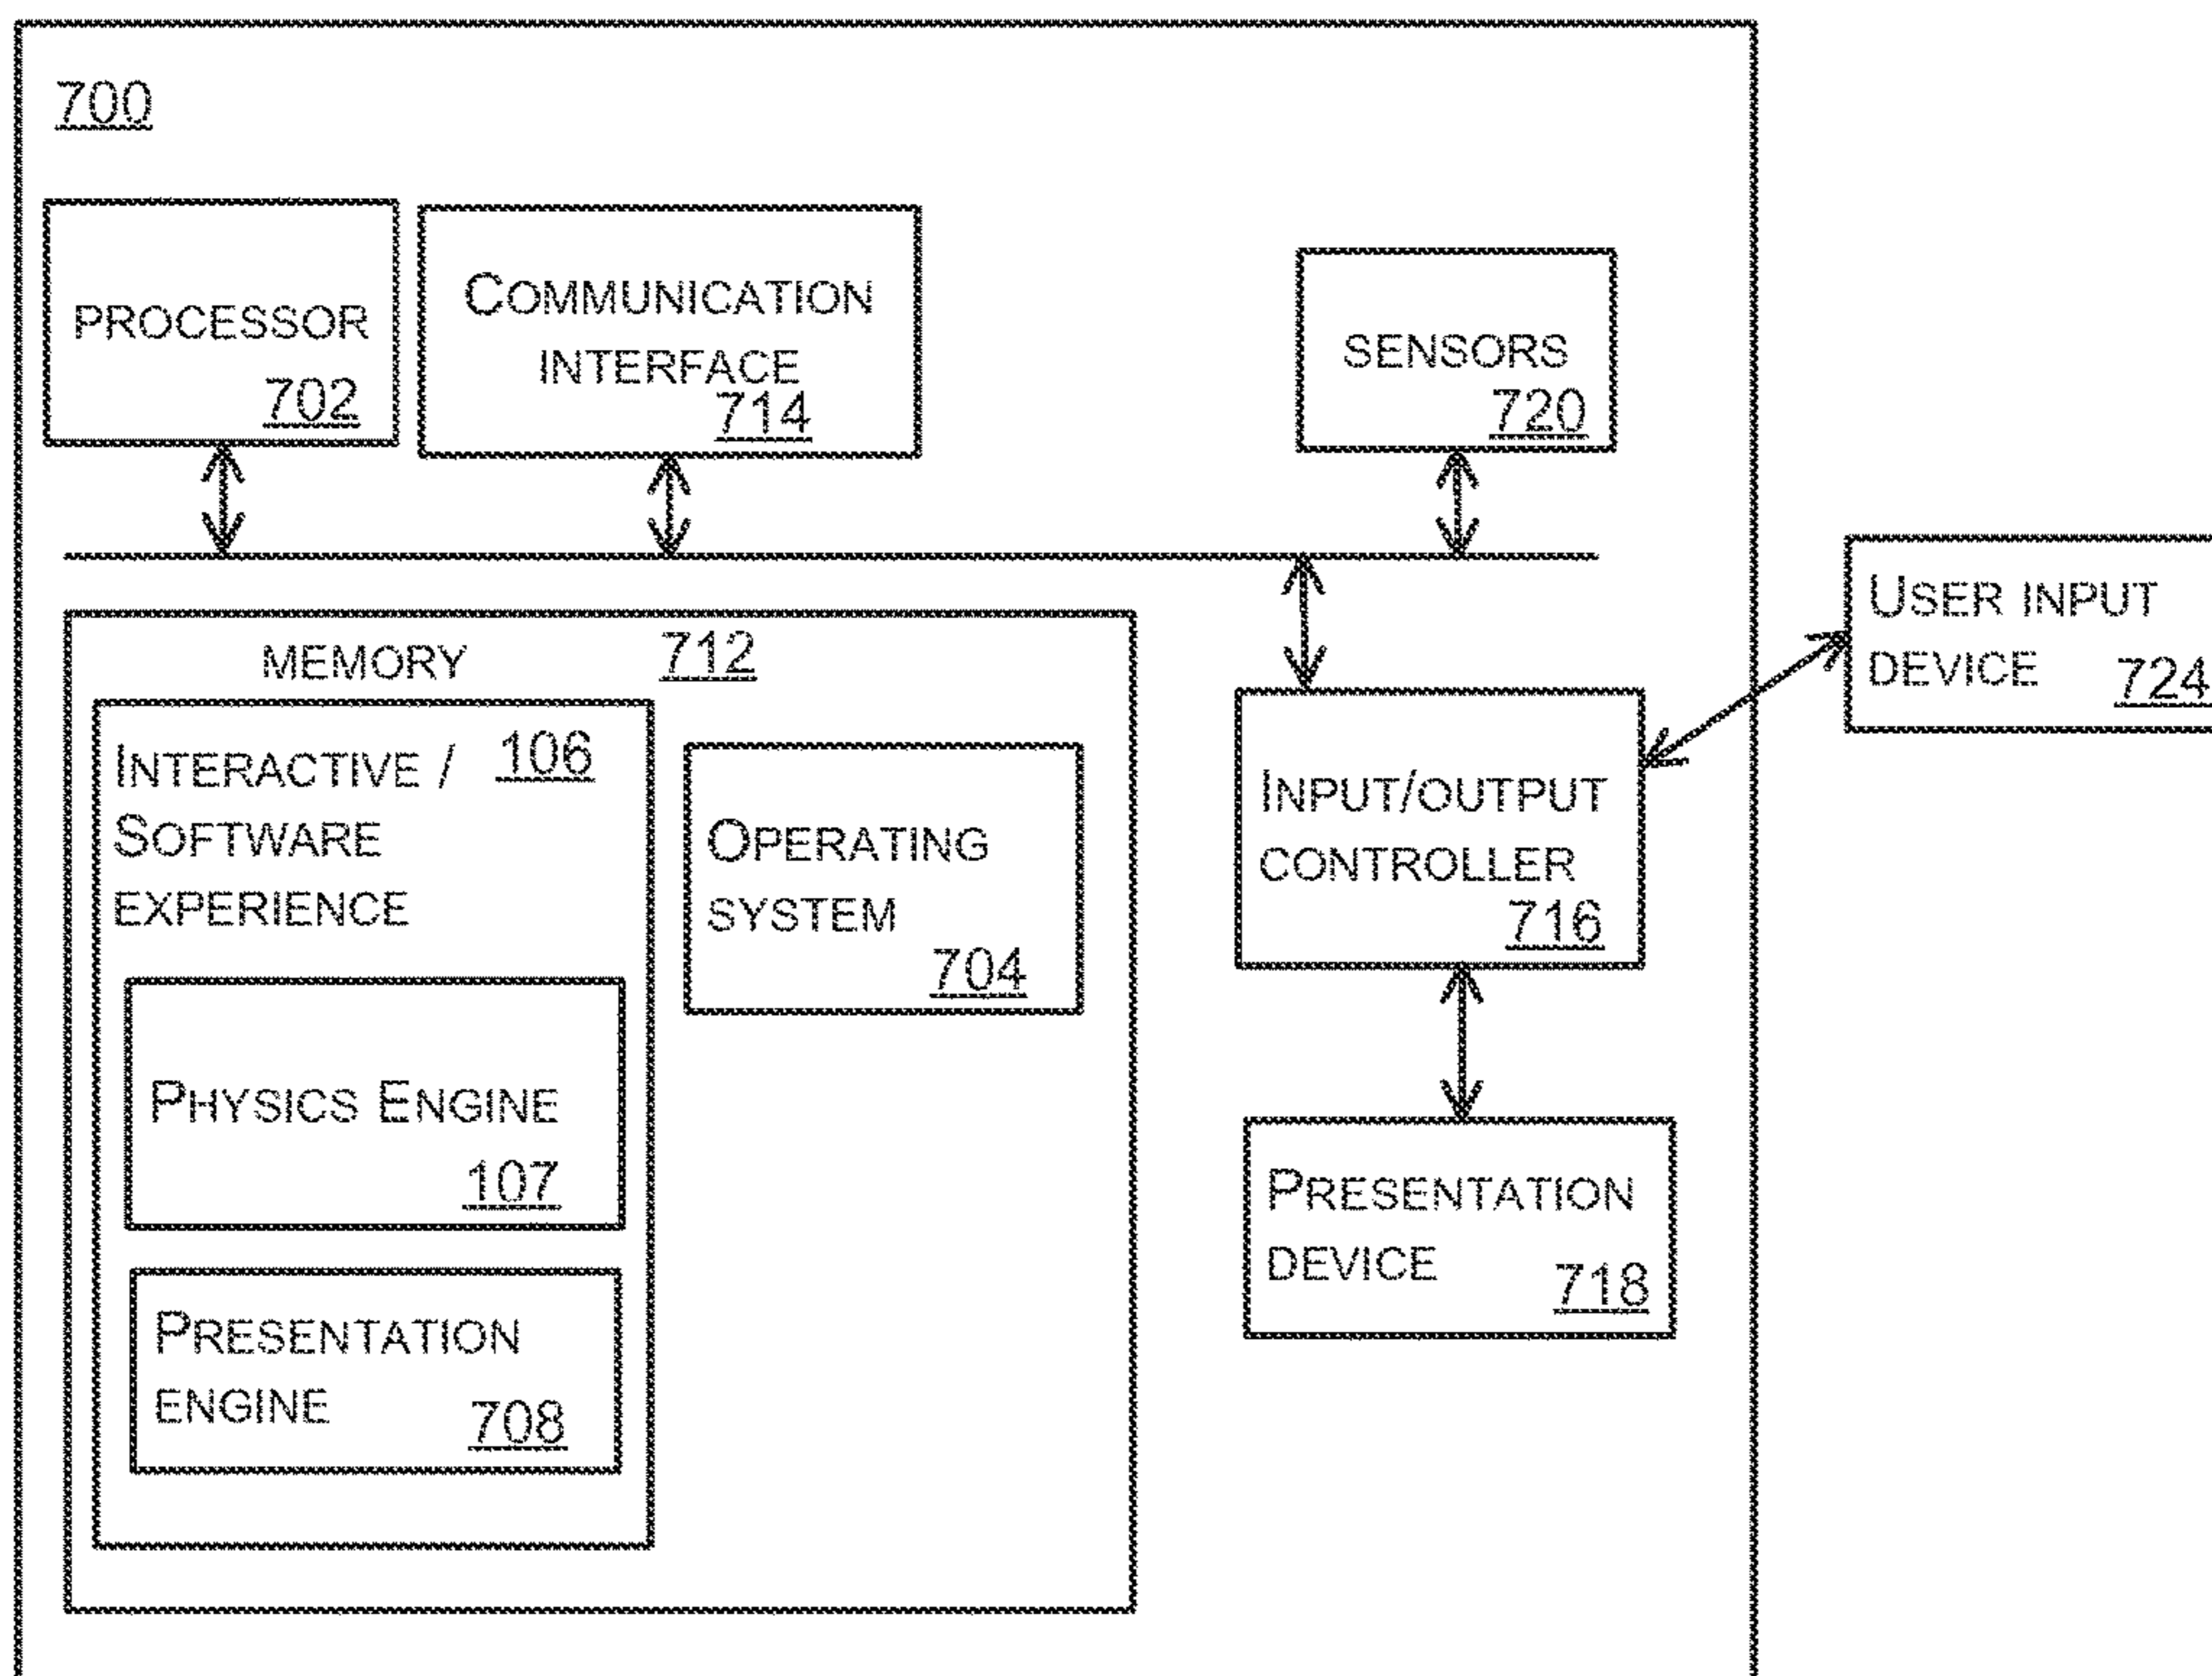 700
PROCESSOR
702
COMMUNICATION
INTERFACE
714
SENSORS
720
USER INPUT
DEVICE 724
MEMORY 712
INTERACTIVE / 106
SOFTWARE
EXPERIENCE
OPERATING
SYSTEM
704
INPUT/OUTPUT
CONTROLLER
716
PHYSICS ENGINE
107
PRESENTATION
DEVICE 718
PRESENTATION
ENGINE 708